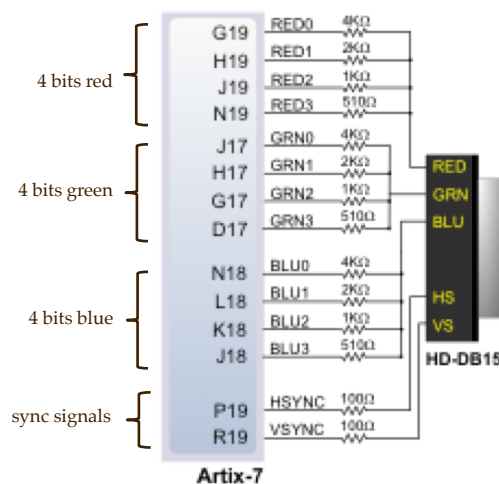 4 bits red
G19 RED0 4KΩ
H19 RED1 2KΩ
J19 RED2 1KΩ
N19 RED3 510Ω
4 bits green
J17 GRN0 4KΩ
H17 GRN1 2KΩ
G17 GRN2 1KΩ
D17 GRN3 510Ω
4 bits blue
N18 BLU0 4KΩ
L18 BLU1 2KΩ
K18 BLU2 1KΩ
J18 BLU3 510Ω
sync signals
P19 HSYNC 100Ω
R19 VSYNC 100Ω
Artix-7
RED
GRN
BLU
HS
VS
HD-DB15